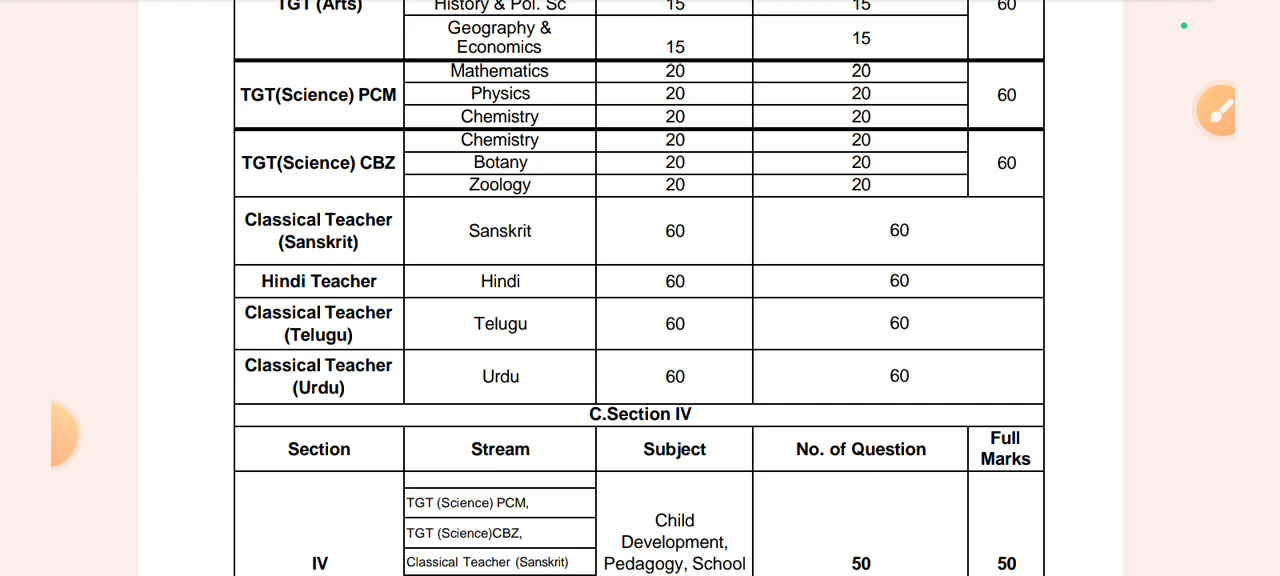 TGT (Arts) History & Pol. Sc 15 15 60
Geography &
Economics 15 15
TGT(Science) PCM Mathematics 20 20 60
Physics 20 20
Chemistry 20 20
TGT(Science) CBZ Chemistry 20 20 60
Botany 20 20
Zoology 20 20
Classical Teacher
(Sanskrit) Sanskrit 60 60
Hindi Teacher Hindi 60 60
Classical Teacher
(Telugu) Telugu 60 60
Classical Teacher
(Urdu) Urdu 60 60
C.Section IV
Section Stream Subject No. of Question Full
Marks
IV TGT (Science) PCM,
TGT (Science)CBZ,
Classical Teacher (Sanskrit)
Child
Development,
Pedagogy, School 50 50